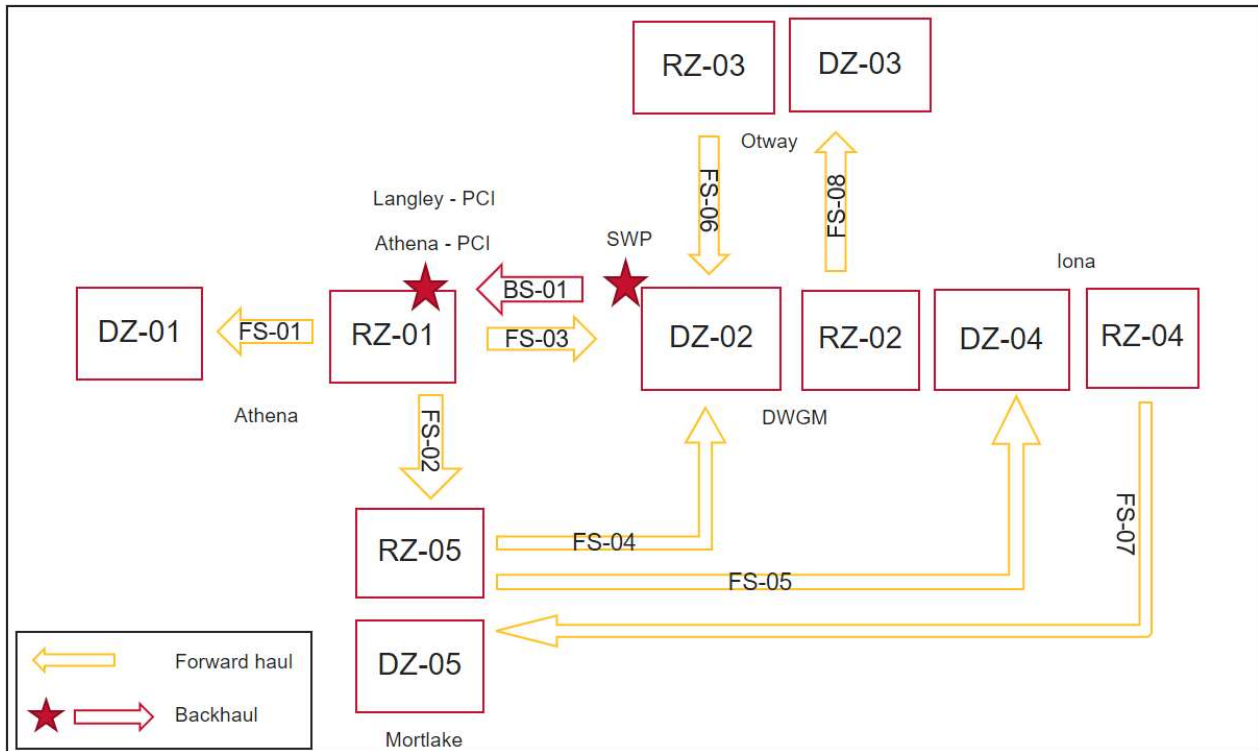 RZ-03
DZ-03
Otway
FS-06
FS-08
Langley - PCI
Athena - PCI
SWP
Iona
BS-01
DZ-01
FS-01
RZ-01
FS-03
DZ-02
RZ-02
DZ-04
RZ-04
Athena
FS-02
DWGM
RZ-05
FS-04
FS-05
FS-07
DZ-05
Mortlake
Forward haul
Backhaul